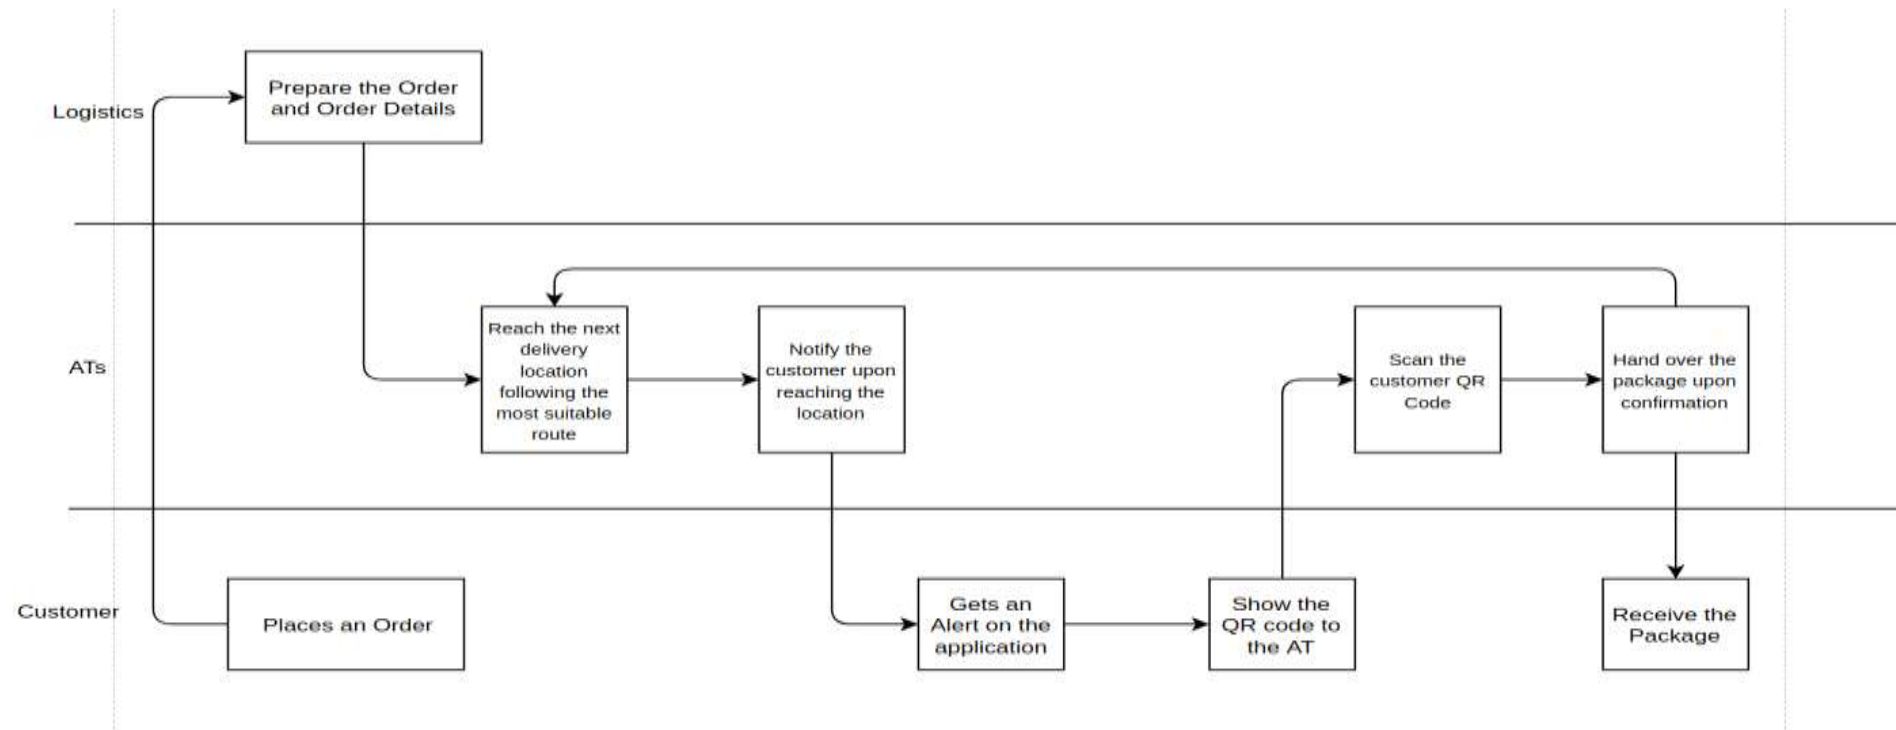 Logistics
Prepare the Order
and Order Details
ATs
Reach the next
delivery
location
following the
most suitable
route
Notify the
customer upon
reaching the
location
Scan the
customer QR
Code
Hand over the
package upon
confirmation
Customer
Places an Order
Gets an
Alert on the
application
Show the
QR code to
the AT
Receive the
Package